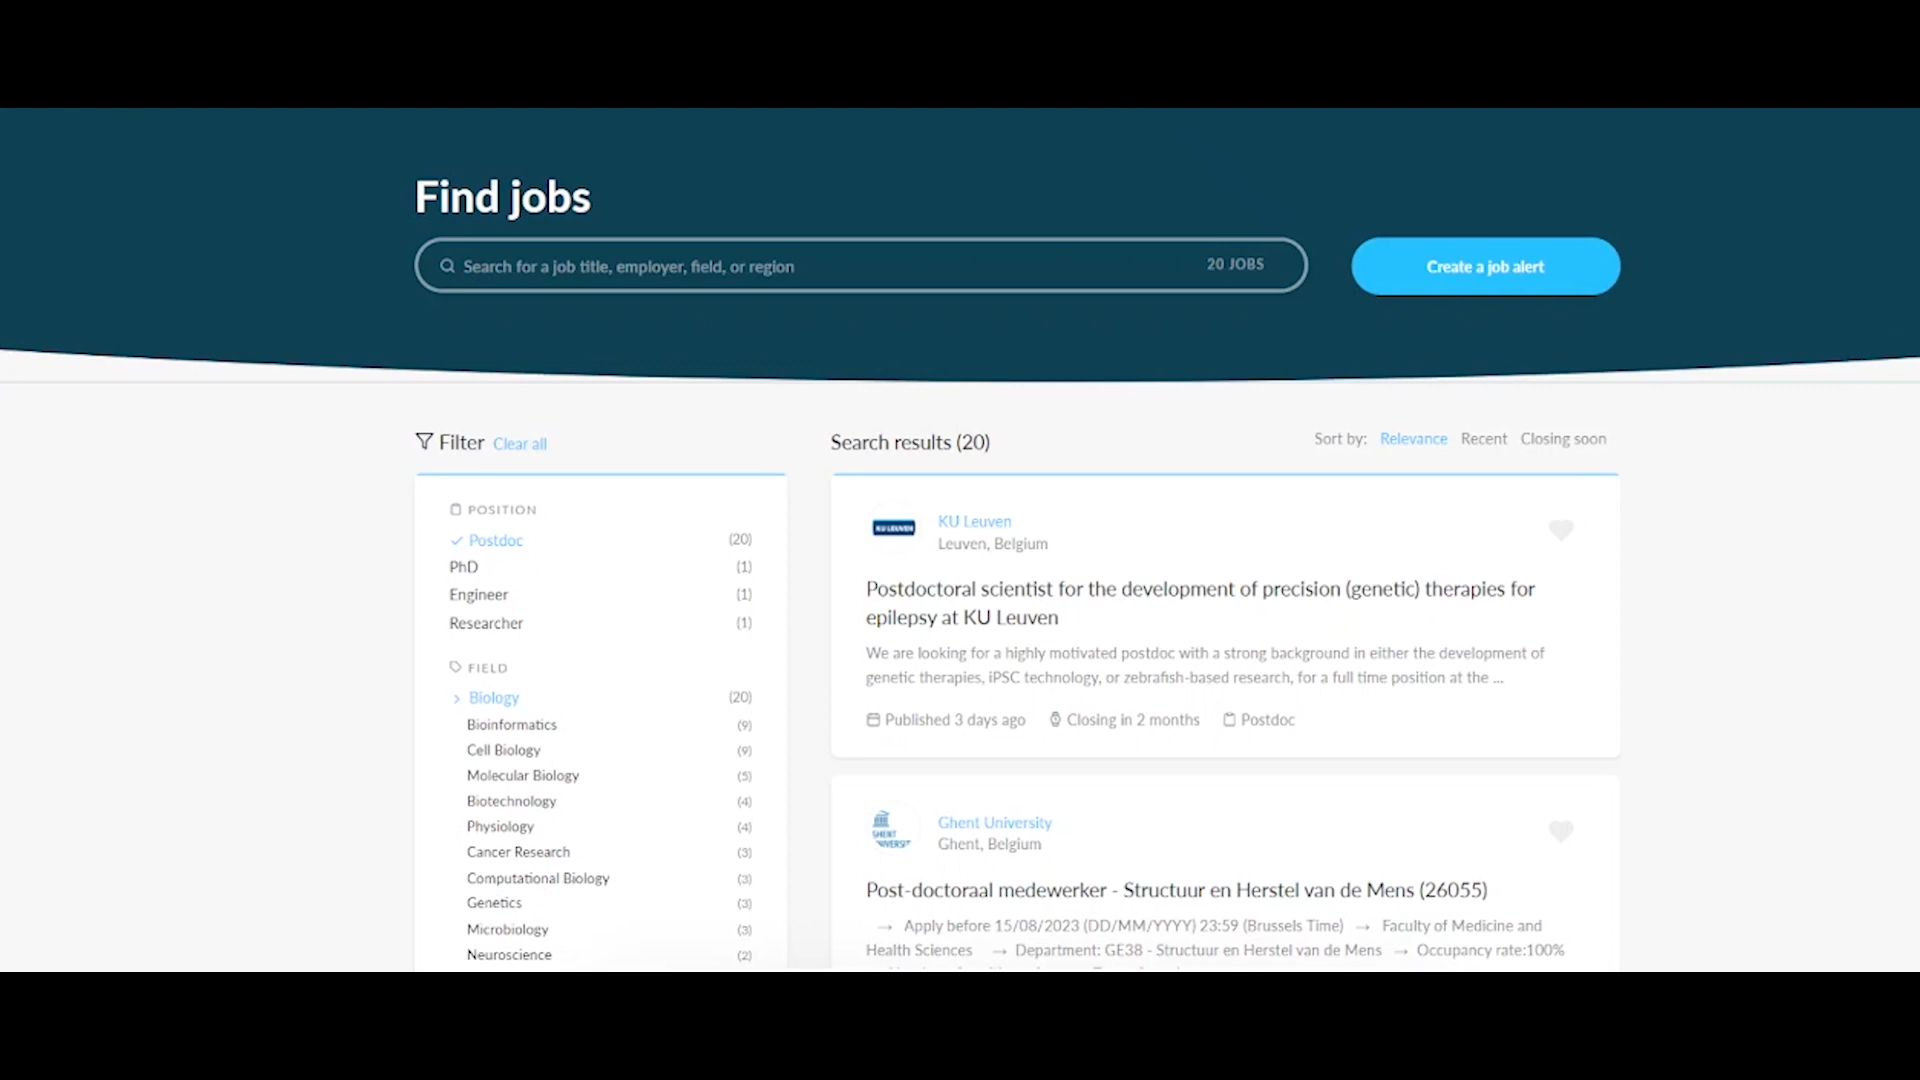 Find jobs
Search for a job title, employer, field, or region
20 JOBS
Create a job alert
Filter Clear all
POSITION
Postdoc (20)
PhD (1)
Engineer (1)
Researcher (1)
FIELD
Biology (20)
Bioinformatics (9)
Cell Biology (9)
Molecular Biology (5)
Biotechnology (4)
Physiology (4)
Cancer Research (3)
Computational Biology (3)
Genetics (3)
Microbiology (3)
Neuroscience (2)
Search results (20)
Sort by: Relevance Recent Closing soon
KU LEUVEN
KU Leuven
Leuven, Belgium
Postdoctoral scientist for the development of precision (genetic) therapies for
epilepsy at KU Leuven
We are looking for a highly motivated postdoc with a strong background in either the development of
genetic therapies, iPSC technology, or zebrafish-based research, for a full time position at the ...
Published 3 days ago Closing in 2 months Postdoc
Ghent University
Ghent, Belgium
Post-doctoraal medewerker - Structuur en Herstel van de Mens (26055)
→ Apply before 15/08/2023 (DD/MM/YYYY) 23:59 (Brussels Time) → Faculty of Medicine and
Health Sciences → Department: GE38 - Structuur en Herstel van de Mens → Occupancy rate:100%